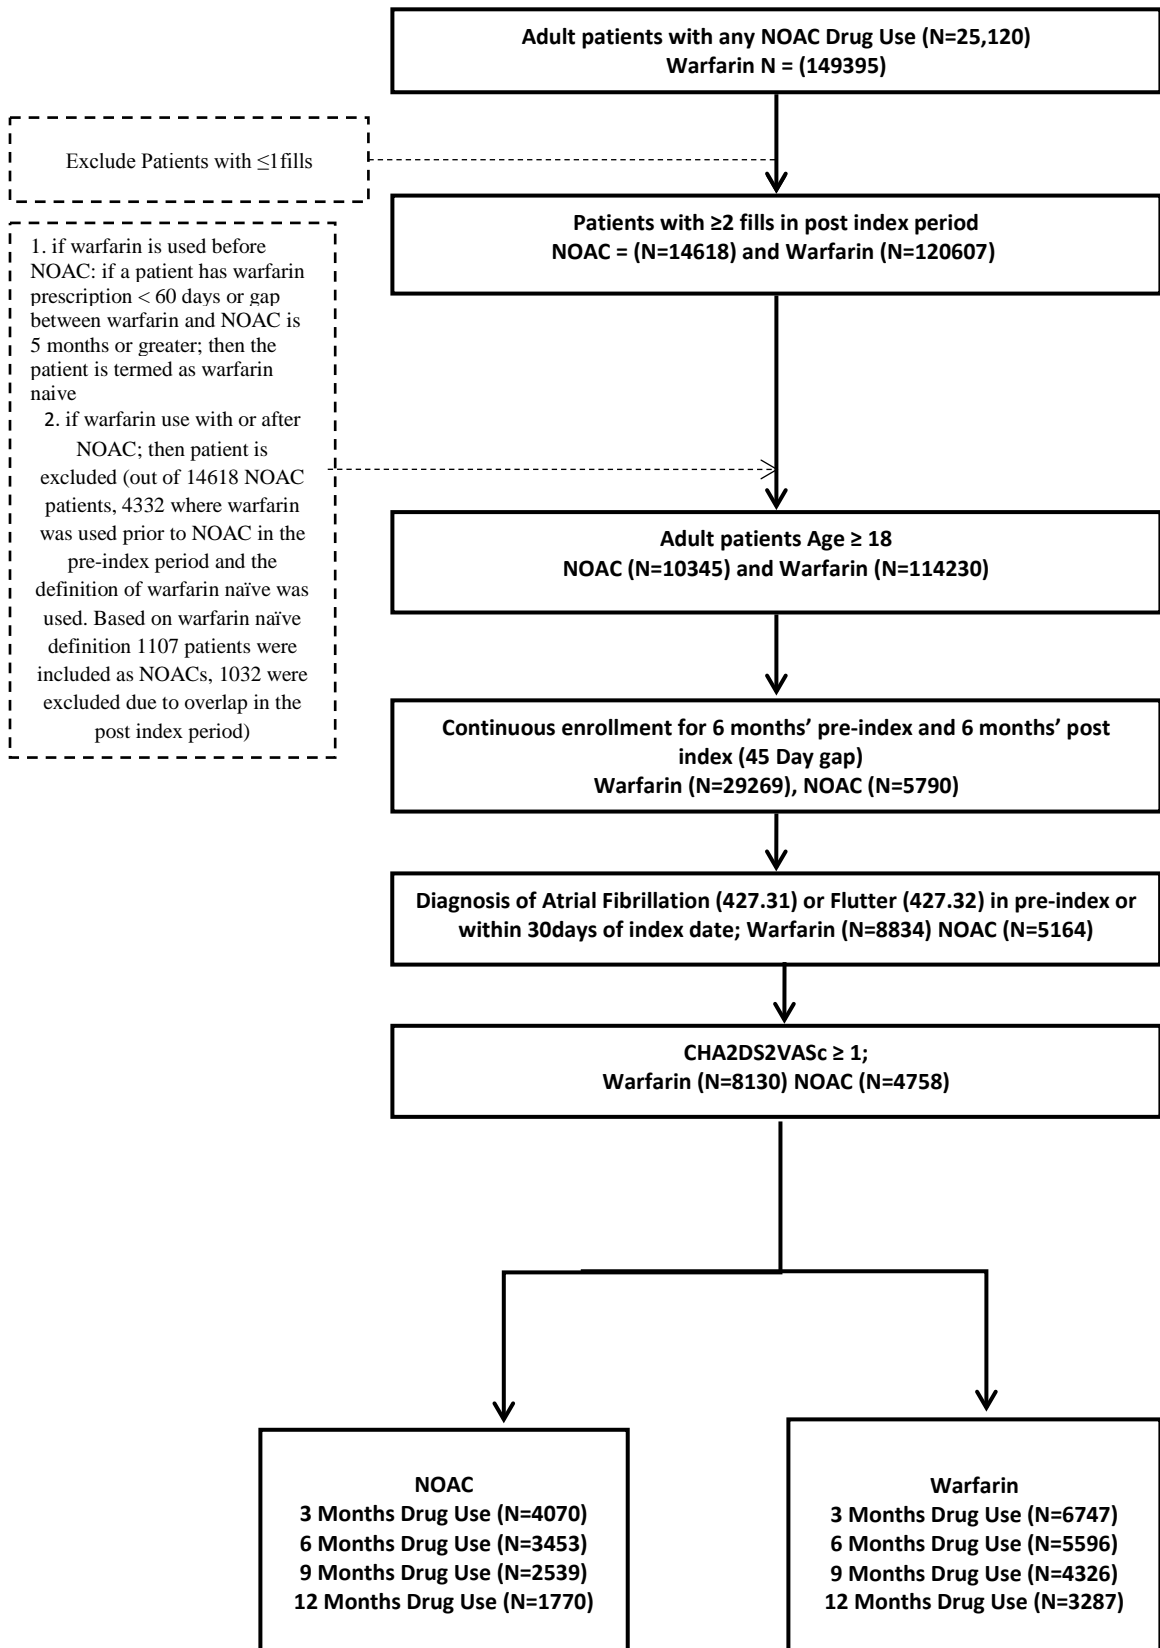 Adult patients with any NOAC Drug Use (N=25,120)
Warfarin N = (149395)
Exclude Patients with ≤1fills
Patients with ≥2 fills in post index period
NOAC = (N=14618) and Warfarin (N=120607)
1. if warfarin is used before
NOAC: if a patient has warfarin
prescription < 60 days or gap
between warfarin and NOAC is
5 months or greater; then the
patient is termed as warfarin
naive
2. if warfarin use with or after
NOAC; then patient is
excluded (out of 14618 NOAC
patients, 4332 where warfarin
was used prior to NOAC in the
pre-index period and the
definition of warfarin naïve was
used. Based on warfarin naïve
definition 1107 patients were
included as NOACs, 1032 were
excluded due to overlap in the
post index period)
Adult patients Age ≥ 18
NOAC (N=10345) and Warfarin (N=114230)
Continuous enrollment for 6 months’ pre-index and 6 months’ post
index (45 Day gap)
Warfarin (N=29269), NOAC (N=5790)
Diagnosis of Atrial Fibrillation (427.31) or Flutter (427.32) in pre-index or
within 30days of index date; Warfarin (N=8834) NOAC (N=5164)
CHA2DS2VASc ≥ 1;
Warfarin (N=8130) NOAC (N=4758)
NOAC
3 Months Drug Use (N=4070)
6 Months Drug Use (N=3453)
9 Months Drug Use (N=2539)
12 Months Drug Use (N=1770)
Warfarin
3 Months Drug Use (N=6747)
6 Months Drug Use (N=5596)
9 Months Drug Use (N=4326)
12 Months Drug Use (N=3287)